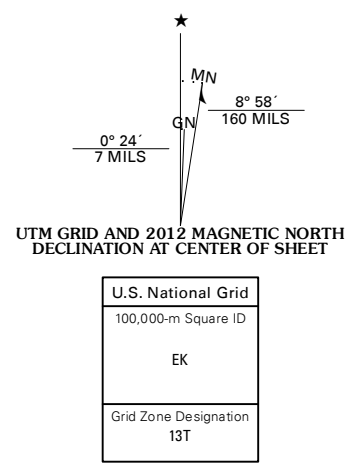 ★
MN
GN
8° 58´
160 MILS
0° 24´
7 MILS
UTM GRID AND 2012 MAGNETIC NORTH
DECLINATION AT CENTER OF SHEET
U.S. National Grid
100,000-m Square ID
EK
Grid Zone Designation
13T